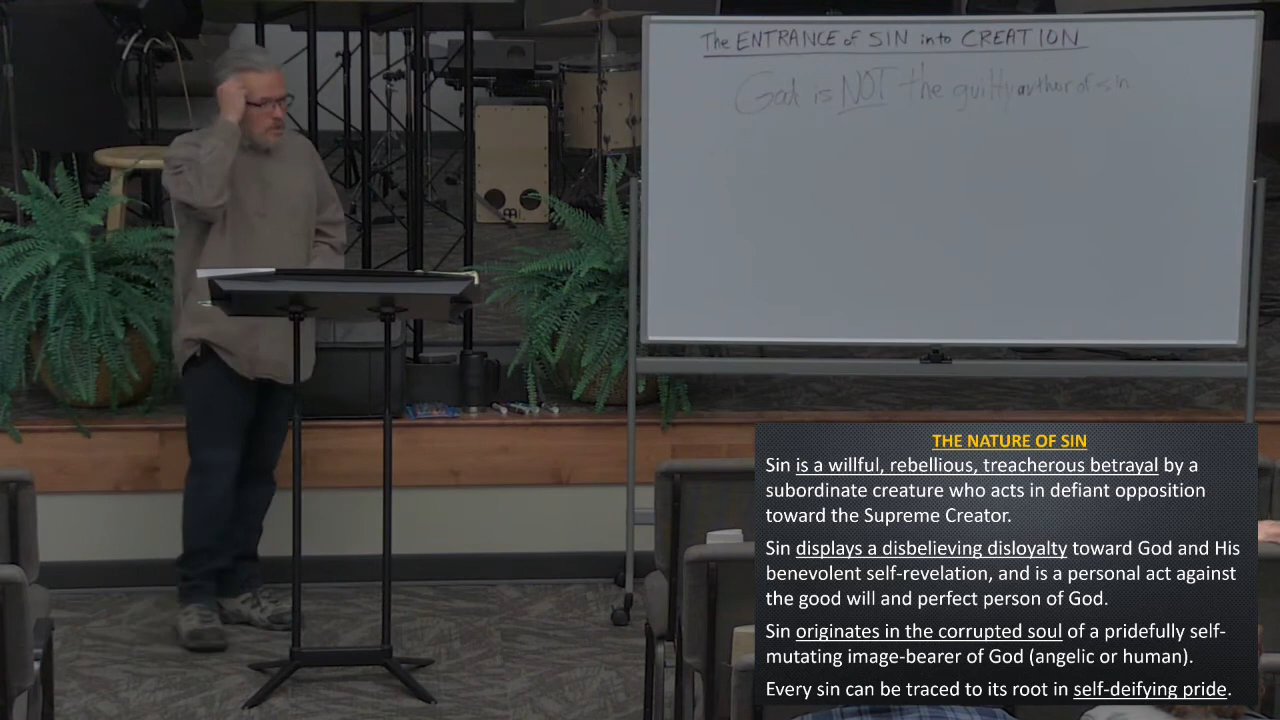 The ENTRANCE of SIN into CREATION
God is NOT the guilty author of sin.
MEINL
THE NATURE OF SIN
Sin is a willful, rebellious, treacherous betrayal by a
subordinate creature who acts in defiant opposition
toward the Supreme Creator.
Sin displays a disbelieving disloyalty toward God and His
benevolent self-revelation, and is a personal act against
the good will and perfect person of God.
Sin originates in the corrupted soul of a pridefully self-
mutating image-bearer of God (angelic or human).
Every sin can be traced to its root in self-deifying pride.